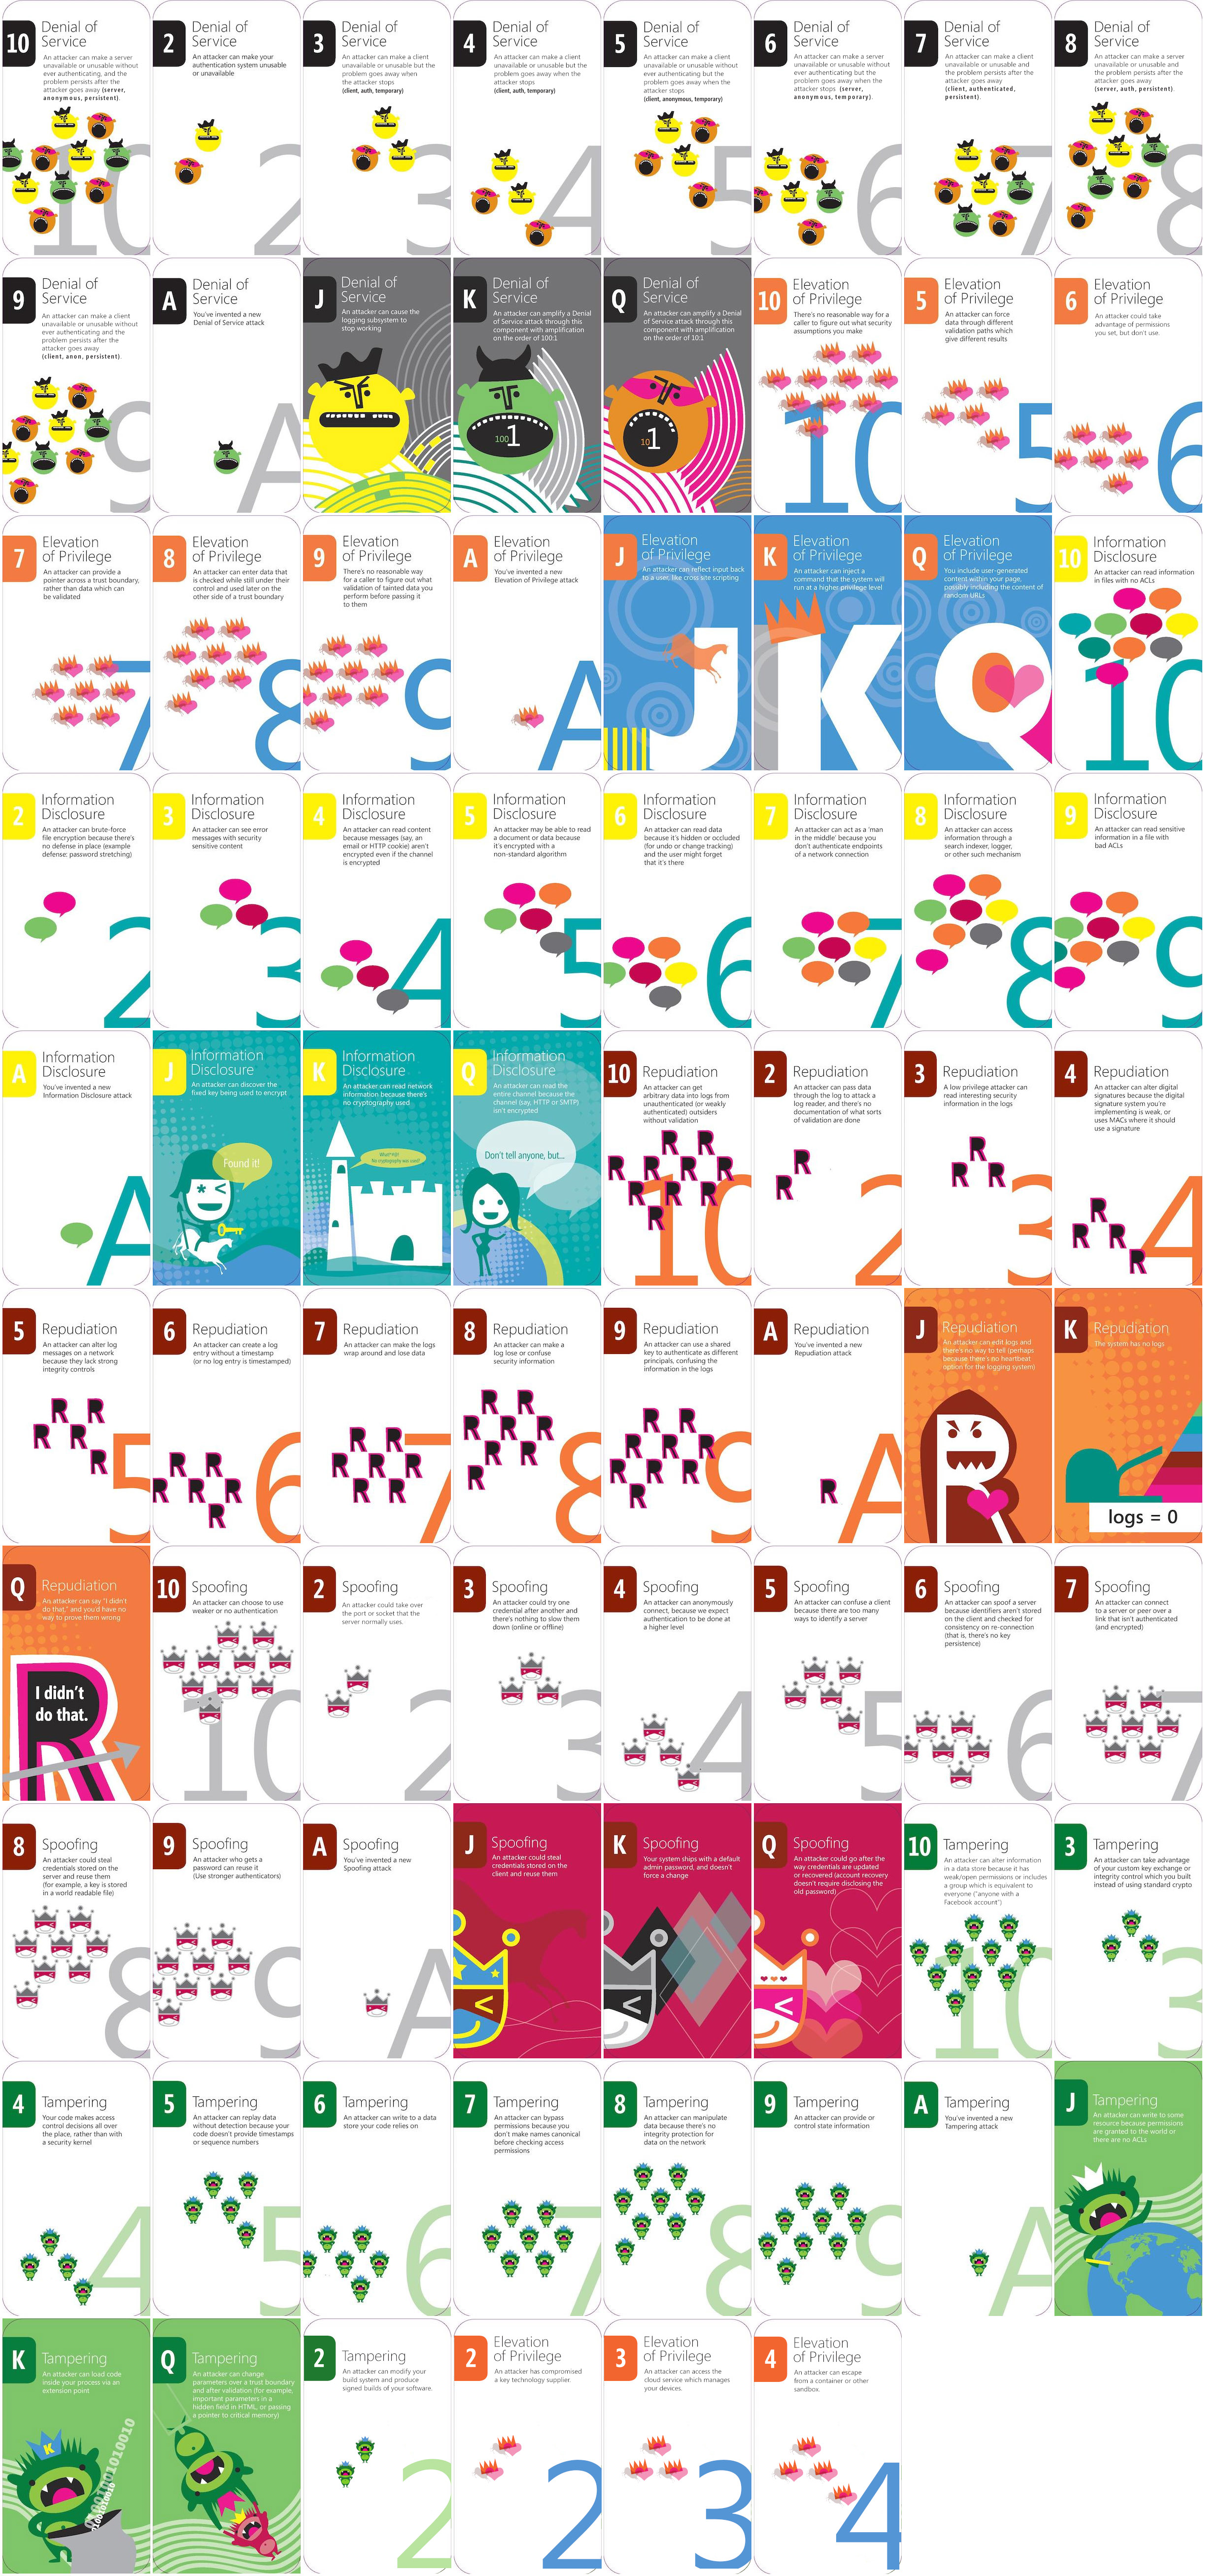 10
Denial of
Service
An attacker can make a server
unavailable or unusable without
ever authenticating, and the
problem persists after the
attacker goes away (server,
anonymous, persistent).
10
2
Denial of
Service
An attacker can make your
authentication system unusable
or unavailable
2
3
Denial of
Service
An attacker can make a client
unavailable or unusable but the
problem goes away when
the attacker stops
(client, auth, temporary)
3
4
Denial of
Service
An attacker can make a client
unavailable or unusable but the
problem goes away when the
attacker stops
(client, auth, temporary)
4
5
Denial of
Service
An attacker can make a client
unavailable or unusable without
ever authenticating but the
problem goes away when the
attacker stops
(client, anonymous, temporary)
5
6
Denial of
Service
An attacker can make a server
unavailable or unusable without
ever authenticating but the
problem goes away when the
attacker stops (server,
anonymous, temporary).
6
7
Denial of
Service
An attacker can make a client
unavailable or unusable and
the problem persists after the
attacker goes away
(client, authenticated,
persistent).
7
8
Denial of
Service
An attacker can make a server
unavailable or unusable and
the problem persists after the
attacker goes away
(server, auth, persistent).
8
9
Denial of
Service
An attacker can make a client
unavailable or unusable without
ever authenticating and the
problem persists after the
attacker goes away
(client, anon, persistent).
9
A
Denial of
Service
You've invented a new
Denial of Service attack
A
J
Denial of
Service
An attacker can cause the
logging subsystem to
stop working
K
Denial of
Service
An attacker can amplify a Denial
of Service attack through this
component with amplification
on the order of 100:1
100 1
Q
Denial of
Service
An attacker can amplify a Denial
of Service attack through this
component with amplification
on the order of 10:1
10 1
10
Elevation
of Privilege
There's no reasonable way for a
caller to figure out what security
assumptions you make
10
5
Elevation
of Privilege
An attacker can force
data through different
validation paths which
give different results
5
6
Elevation
of Privilege
An attacker could take
advantage of permissions
you set, but don't use.
6
7
Elevation
of Privilege
An attacker can provide a
pointer across a trust boundary,
rather than data which can
be validated
7
8
Elevation
of Privilege
An attacker can enter data that
is checked while still under their
control and used later on the
other side of a trust boundary
8
9
Elevation
of Privilege
There's no reasonable way
for a caller to figure out what
validation of tainted data you
perform before passing it
to them
9
A
Elevation
of Privilege
You've invented a new
Elevation of Privilege attack
A
J
Elevation
of Privilege
An attacker can reflect input back
to a user, like cross site scripting
J
K
Elevation
of Privilege
An attacker can inject a
command that the system will
run at a higher privilege level
K
Q
Elevation
of Privilege
You include user-generated
content within your page,
possibly including the content of
random URLs
Q
10
Information
Disclosure
An attacker can read information
in files with no ACLs
10
2
Information
Disclosure
An attacker can brute-force
file encryption because there's
no defense in place (example
defense: password stretching)
2
3
Information
Disclosure
An attacker can see error
messages with security
sensitive content
3
4
Information
Disclosure
An attacker can read content
because messages (say, an
email or HTTP cookie) aren't
encrypted even if the channel
is encrypted
4
5
Information
Disclosure
An attacker may be able to read
a document or data because
it's encrypted with a
non-standard algorithm
5
6
Information
Disclosure
An attacker can read data
because it's hidden or occluded
(for undo or change tracking)
and the user might forget
that it's there
6
7
Information
Disclosure
An attacker can act as a 'man
in the middle' because you
don't authenticate endpoints
of a network connection
7
8
Information
Disclosure
An attacker can access
information through a
search indexer, logger,
or other such mechanism
8
9
Information
Disclosure
An attacker can read sensitive
information in a file with
bad ACLs
9
A
Information
Disclosure
You've invented a new
Information Disclosure attack
A
J
Information
Disclosure
An attacker can discover the
fixed key being used to encrypt
Found it!
K
Information
Disclosure
An attacker can read network
information because there's
no cryptography used
No cryptography was used?
Q
Information
Disclosure
An attacker can read the
entire channel because the
channel (say, HTTP or SMTP)
isn't encrypted
Don't tell anyone, but...
10
Repudiation
An attacker can get
arbitrary data into logs from
unauthenticated (or weakly
authenticated) outsiders
without validation
10
2
Repudiation
An attacker can pass data
through the log to attack a
log reader, and there's no
documentation of what sorts
of validation are done
2
3
Repudiation
A low privilege attacker can
read interesting security
information in the logs
3
4
Repudiation
An attacker can alter digital
signatures because the digital
signature system you're
implementing is weak, or
uses MACs where it should
use a signature
4
5
Repudiation
An attacker can alter log
messages on a network
because they lack strong
integrity controls
5
6
Repudiation
An attacker can create a log
entry without a timestamp
(or no log entry is timestamped)
6
7
Repudiation
An attacker can make the logs
wrap around and lose data
7
8
Repudiation
An attacker can make a
log lose or confuse
security information
8
9
Repudiation
An attacker can use a shared
key to authenticate as different
principals, confusing the
information in the logs
9
A
Repudiation
You've invented a new
Repudiation attack
A
J
Repudiation
An attacker can edit logs and
there's no way to tell (perhaps
because there's no heartbeat
option for the logging system)
K
Repudiation
The system has no logs
logs = 0
Q
Repudiation
An attacker can say "I didn't
do that," and you'd have no
way to prove them wrong
I didn't
do that.
10
Spoofing
An attacker can choose to use
weaker or no authentication
10
2
Spoofing
An attacker could take over
the port or socket that the
server normally uses.
2
3
Spoofing
An attacker could try one
credential after another and
there's nothing to slow them
down (online or offline)
3
4
Spoofing
An attacker can anonymously
connect, because we expect
authentication to be done at
a higher level
4
5
Spoofing
An attacker can confuse a client
because there are too many
ways to identify a server
5
6
Spoofing
An attacker can spoof a server
because identifiers aren't stored
on the client and checked for
consistency on re-connection
(that is, there's no key
persistence)
6
7
Spoofing
An attacker can connect
to a server or peer over a
link that isn't authenticated
(and encrypted)
7
8
Spoofing
An attacker could steal
credentials stored on the
server and reuse them
(for example, a key is stored
in a world readable file)
8
9
Spoofing
An attacker who gets a
password can reuse it
(Use stronger authenticators)
9
A
Spoofing
You've invented a new
Spoofing attack
A
J
Spoofing
An attacker could steal
credentials stored on the
client and reuse them
K
Spoofing
Your system ships with a default
admin password, and doesn't
force a change
Q
Spoofing
An attacker could go after the
way credentials are updated
or recovered (account recovery
doesn't require disclosing the
old password)
10
Tampering
An attacker can alter information
in a data store because it has
weak/open permissions or includes
a group which is equivalent to
everyone ("anyone with a
Facebook account")
10
3
Tampering
An attacker can take advantage
of your custom key exchange or
integrity control which you built
instead of using standard crypto
3
4
Tampering
Your code makes access
control decisions all over
the place, rather than with
a security kernel
4
5
Tampering
An attacker can replay data
without detection because your
code doesn't provide timestamps
or sequence numbers
5
6
Tampering
An attacker can write to a data
store your code relies on
6
7
Tampering
An attacker can bypass
permissions because you
don't make names canonical
before checking access
permissions
7
8
Tampering
An attacker can manipulate
data because there's no
integrity protection for
data on the network
8
9
Tampering
An attacker can provide or
control state information
9
A
Tampering
You've invented a new
Tampering attack
A
J
Tampering
An attacker can write to some
resource because permissions
are granted to the world or
there are no ACLs
K
Tampering
An attacker can load code
inside your process via an
extension point
K
Q
Tampering
An attacker can change
parameters over a trust boundary
and after validation (for example,
important parameters in a
hidden field in HTML, or passing
a pointer to critical memory)
2
Tampering
An attacker can modify your
build system and produce
signed builds of your software.
2
2
Elevation
of Privilege
An attacker has compromised
a key technology supplier.
2
3
Elevation
of Privilege
An attacker can access the
cloud service which manages
your devices.
3
4
Elevation
of Privilege
An attacker can escape
from a container or other
sandbox.
4